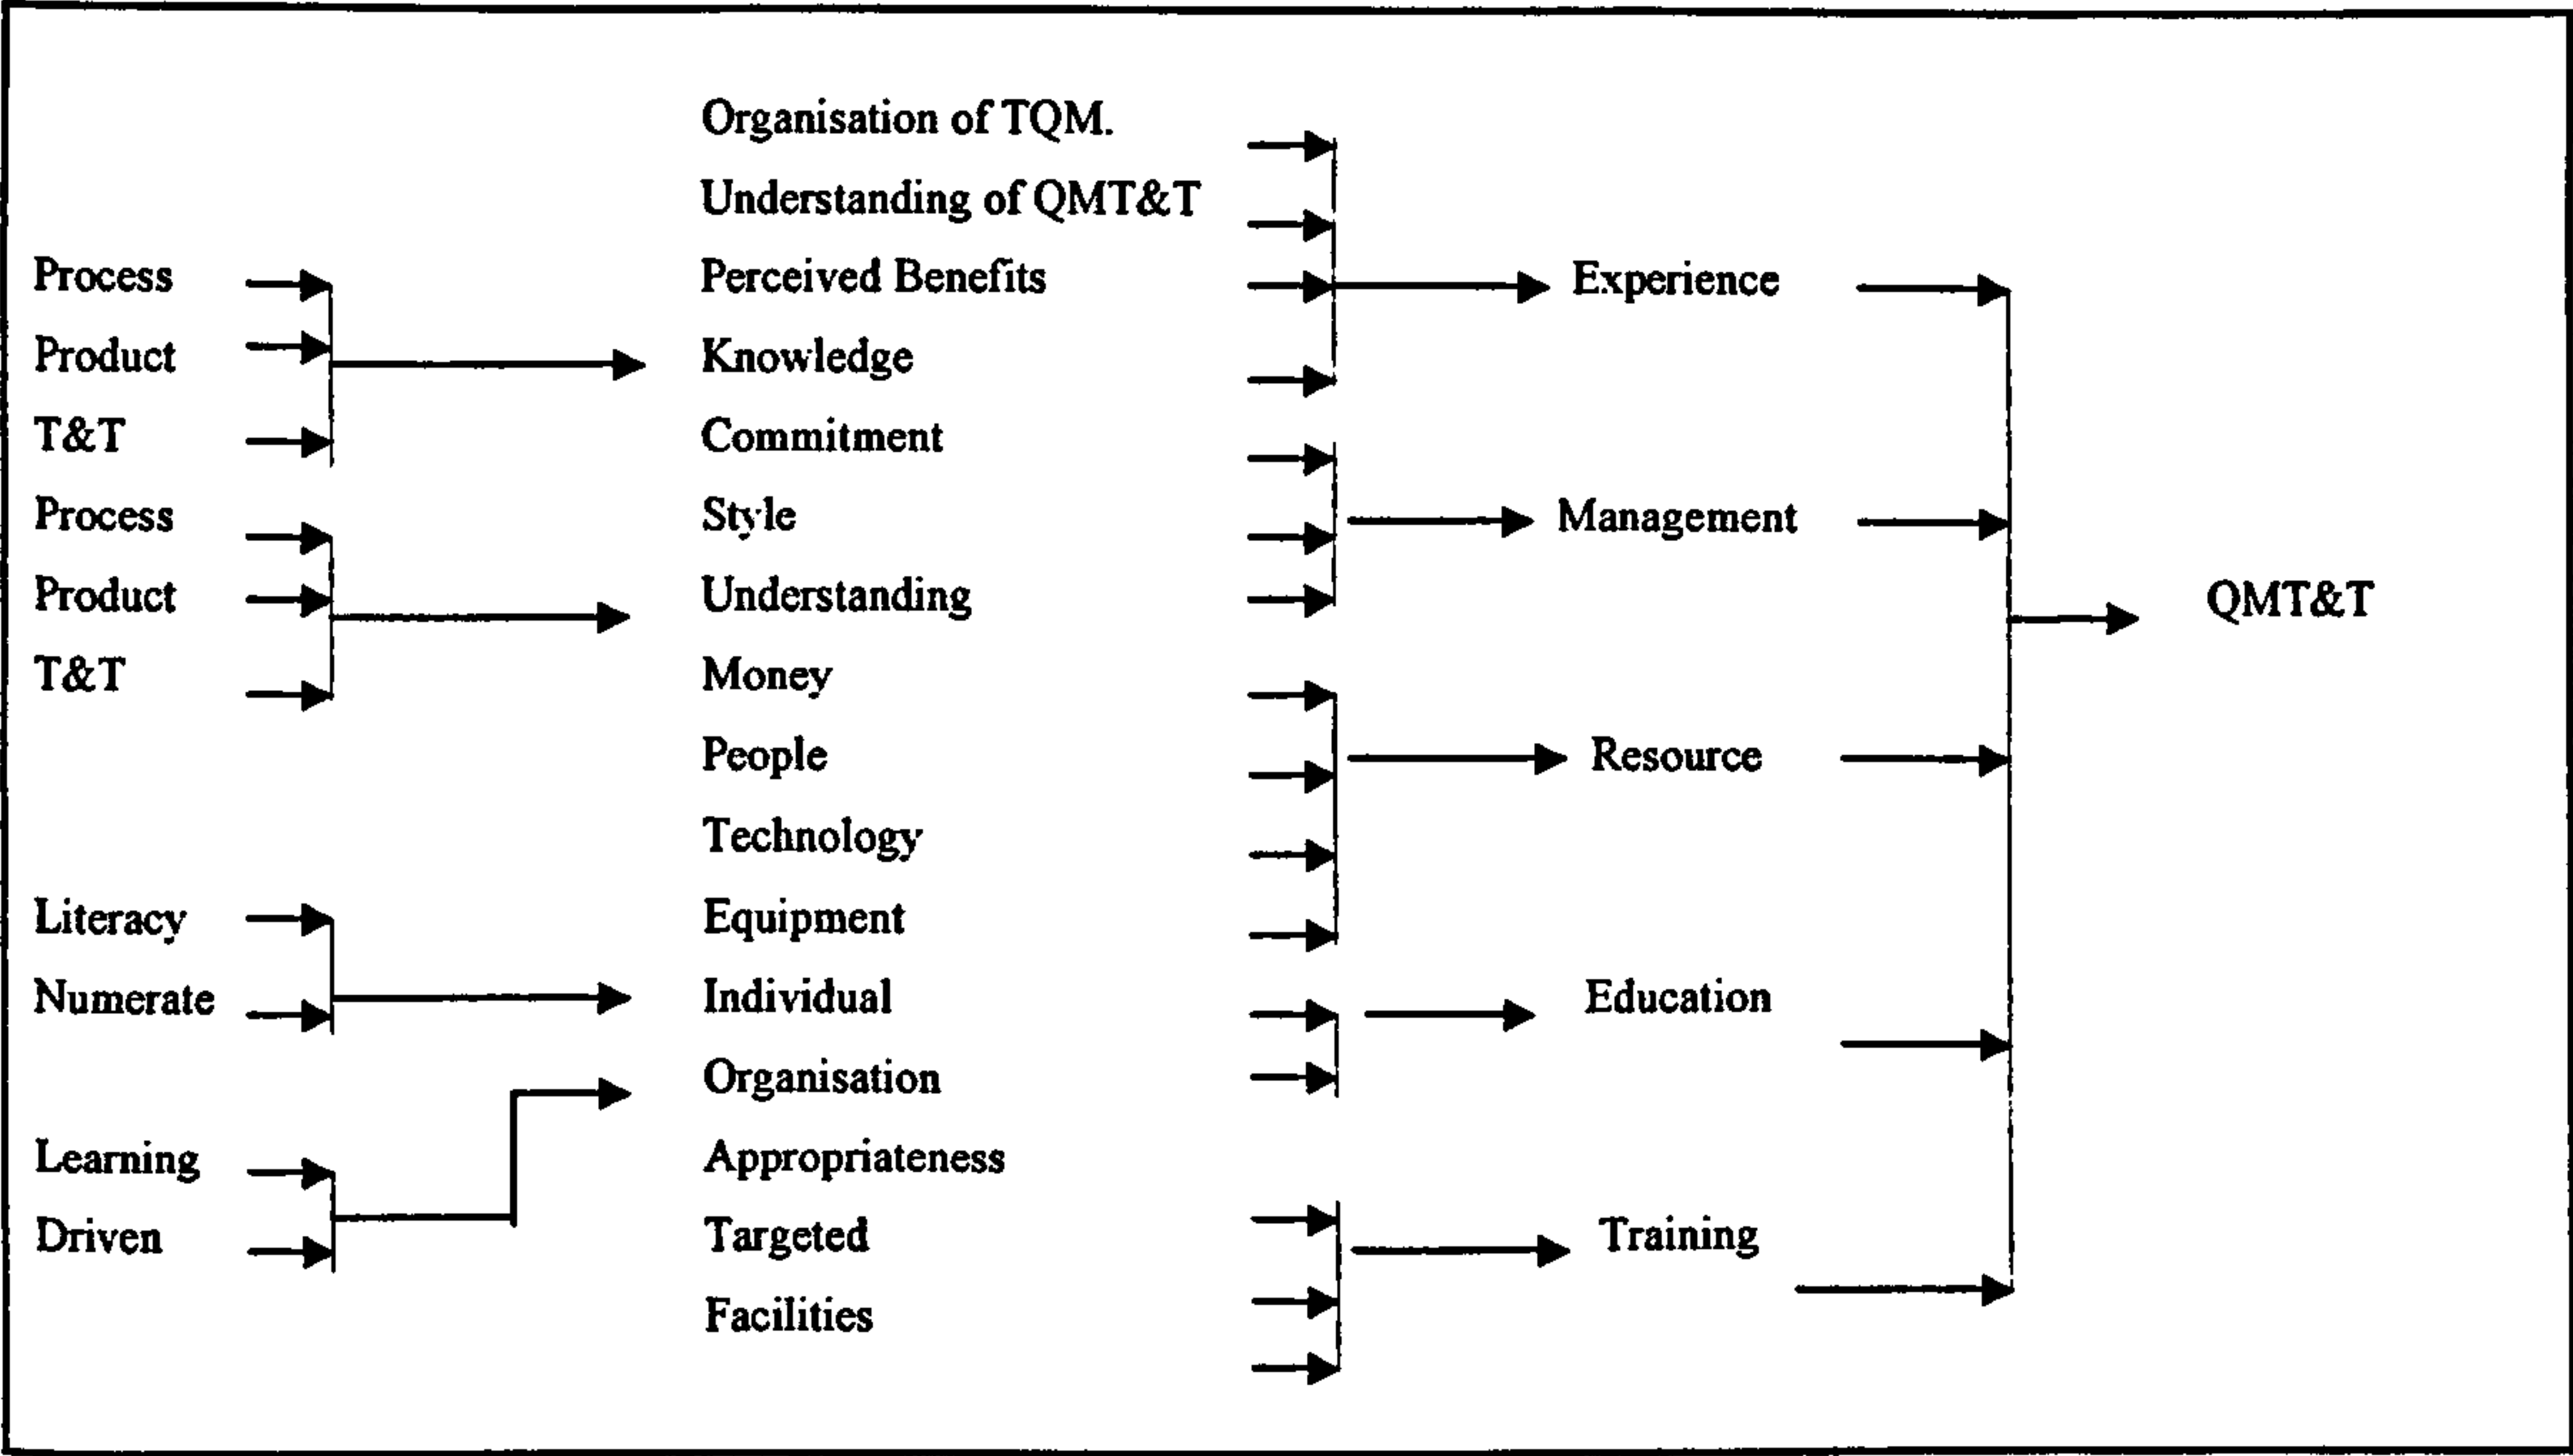 Organisation of TQM.
Understanding of QMT&T
Process
Perceived Benefits
Experience
Product
Knowledge
T&T
Commitment
Process
Style
Management
Product
Understanding
QMT&T
T&T
Money
People
Resource
Technology
Literacy
Equipment
Numerate
Individual
Education
Organisation
Learning
Appropriateness
Driven
Targeted
Training
Facilities